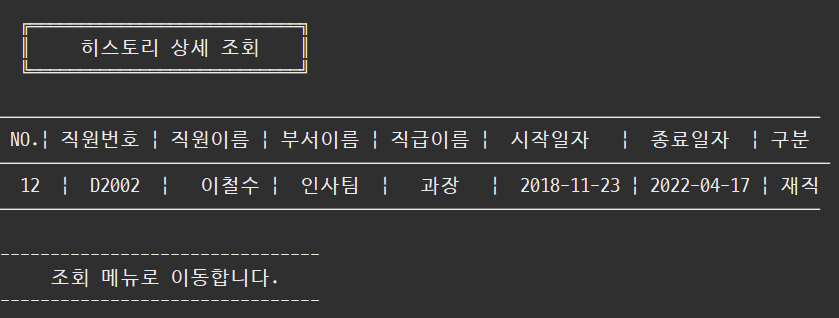 히스토리 상세 조회
NO.¦ 직원번호 ¦ 직원이름 ¦ 부서이름 ¦ 직급이름 ¦ 시작일자 ¦ 종료일자 ¦ 구분
12 ¦ D2002 ¦ 이철수 ¦ 인사팀 ¦ 과장 ¦ 2018-11-23 ¦ 2022-04-17 ¦ 재직
--------------------------------
조회 메뉴로 이동합니다.
--------------------------------